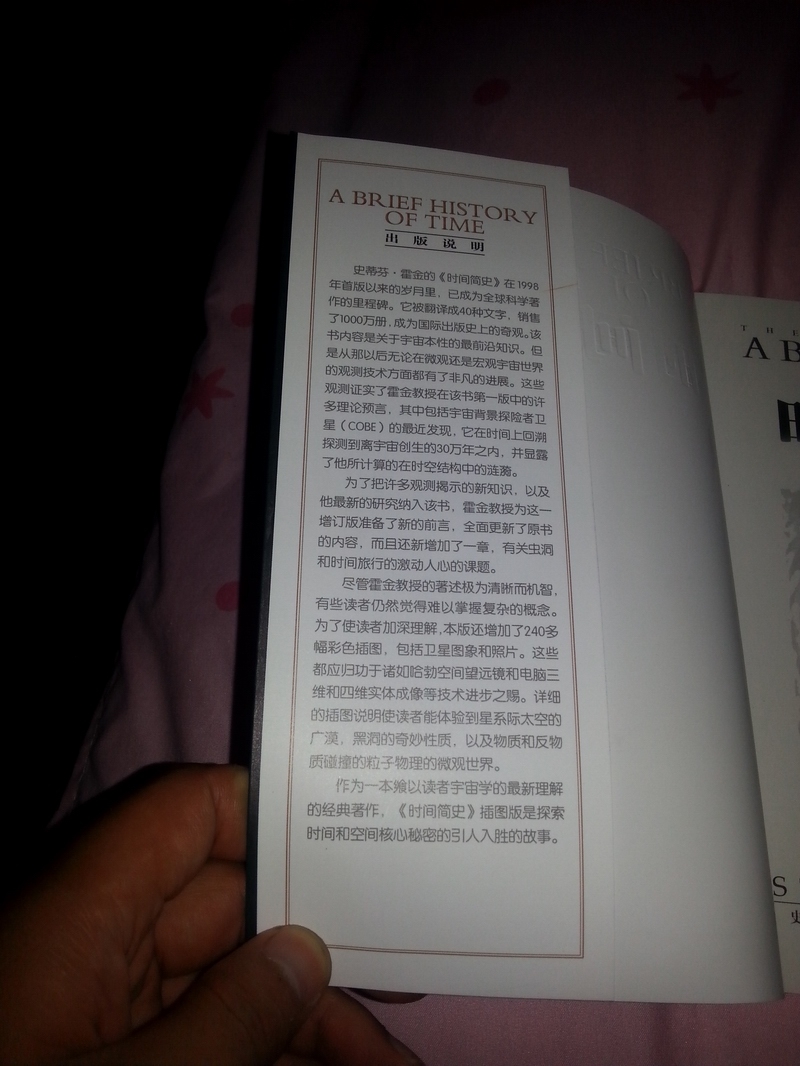 A BRIEF HISTORY
OF TIME
出版说明
史蒂芬·霍金的《时间简史》在1998
年首版以来的岁月里，已成为全球科学著
作的里程碑。它被翻译成40种文字，销售
了1000万册，成为国际出版史上的奇观。该
书内容是关于宇宙本性的最前沿知识。但
是从那以后无论在微观还是宏观宇宙世界
的观测技术方面都有了非凡的进展。这些
观测证实了霍金教授在该书第一版中的许
多理论预言，其中包括宇宙背景探险者卫
星（COBE）的最近发现，它在时间上回溯
探测到离宇宙创生的30万年之内，并显露
了他所计算的在时空结构中的涟漪。
为了把许多观测揭示的新知识，以及
他最新的研究纳入该书，霍金教授为这一
增订版准备了新的前言，全面更新了原书
的内容，而且还新增加了一章，有关虫洞
和时间旅行的激动人心的课题。
尽管霍金教授的著述极为清晰而机智，
有些读者仍然觉得难以掌握复杂的概念。
为了使读者加深理解，本版还增加了240多
幅彩色插图，包括卫星图象和照片。这些
都应归功于诸如哈勃空间望远镜和电脑三
维和四维实体成像等技术进步之赐。详细
的插图说明使读者能体验到星系际太空的
广漠，黑洞的奇妙性质，以及物质和反物
质碰撞的粒子物理的微观世界。
作为一本飨以读者宇宙学的最新理解
的经典著作，《时间简史》插图版是探索
时间和空间核心秘密的引人入胜的故事。
THE
A B
S
史